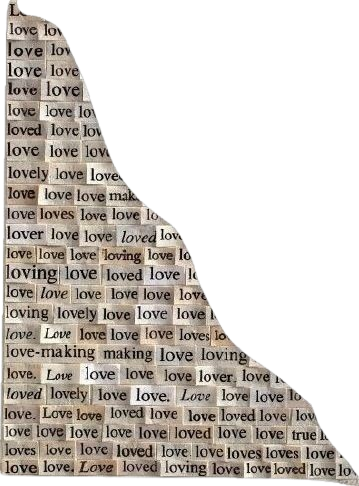 love
love love
love love
love love
love love
loved love
love love
lovely love love
love love love
love loves love love
lover love love loved love
love love love loving love
loving love loved love
love love love love love love
loving lovely love love love
love. Love love love loves
love-making making love loving
love. Love love love lover love
loved lovely love love. Love love love
love. Love love loved love love loved love
love love love love love loved love true
loves love love loved love love loves loves love
love love. Love loved loving love love loved love